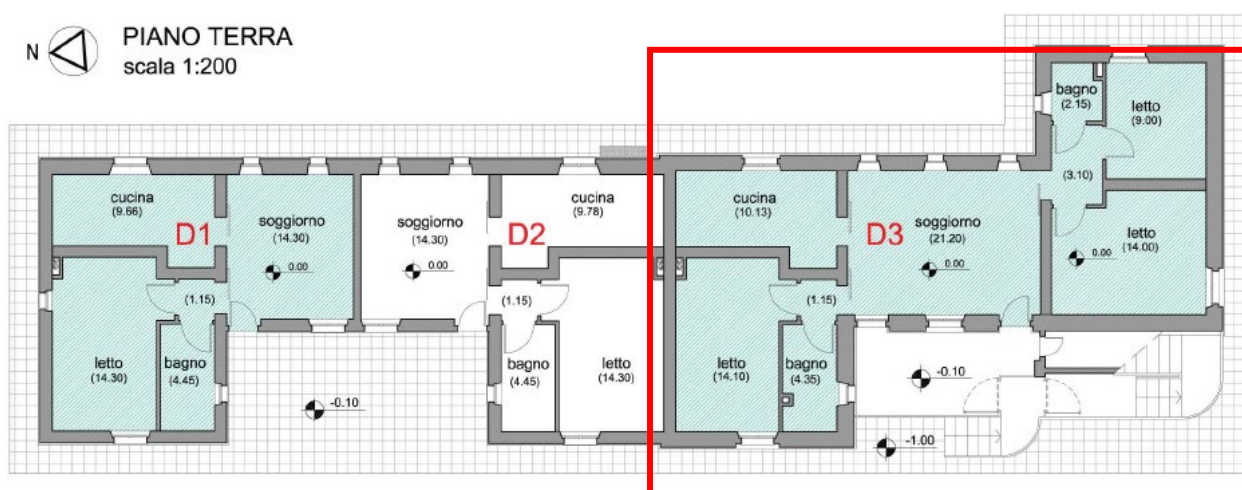 N
PIANO TERRA
scala 1:200
cucina
(9.66)
D1
soggiorno
(14.30)
0.00
(1.15)
letto
(14.30)
bagno
(4.45)
-0.10
soggiorno
(14.30)
0.00
D2
cucina
(9.78)
(1.15)
bagno
(4.45)
letto
(14.30)
cucina
(10.13)
D3
soggiorno
(21.20)
0.00
(1.15)
letto
(14.10)
bagno
(4.35)
bagno
(2.15)
letto
(9.00)
(3.10)
letto
(14.00)
0.00
-0.10
-1.00